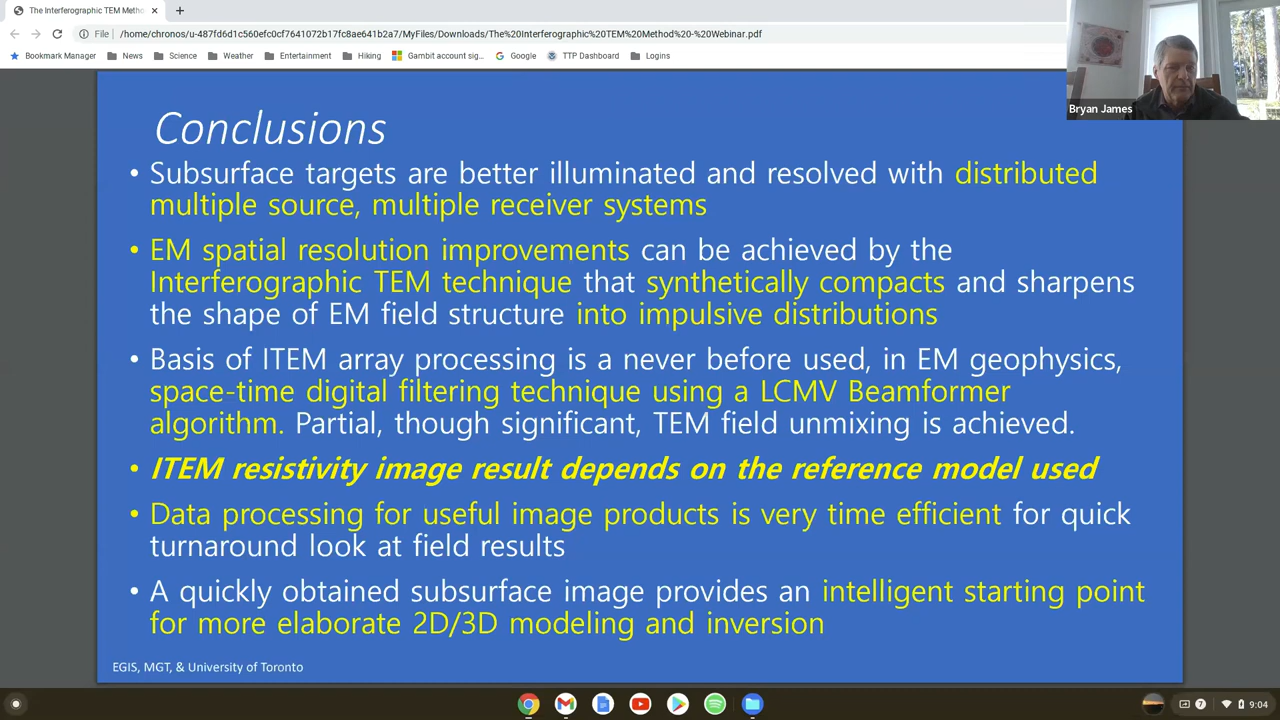 The Interferographic TEM Metho
File
/home/chronos/u-487fd6d1c560efc0cf7641072b17fc8ae641b2a7/MyFiles/Downloads/The%20Interferographic%20TEM%20Method%20-%20Webinar.pdf
Bookmark Manager News Science Weather Entertainment Hiking Gambit account sig... Google TTP Dashboard Logins
Bryan James
Conclusions
• Subsurface targets are better illuminated and resolved with distributed
multiple source, multiple receiver systems
• EM spatial resolution improvements can be achieved by the
Interferographic TEM technique that synthetically compacts and sharpens
the shape of EM field structure into impulsive distributions
• Basis of ITEM array processing is a never before used, in EM geophysics,
space-time digital filtering technique using a LCMV Beamformer
algorithm. Partial, though significant, TEM field unmixing is achieved.
• ITEM resistivity image result depends on the reference model used
• Data processing for useful image products is very time efficient for quick
turnaround look at field results
• A quickly obtained subsurface image provides an intelligent starting point
for more elaborate 2D/3D modeling and inversion
EGIS, MGT, & University of Toronto
7 9:04